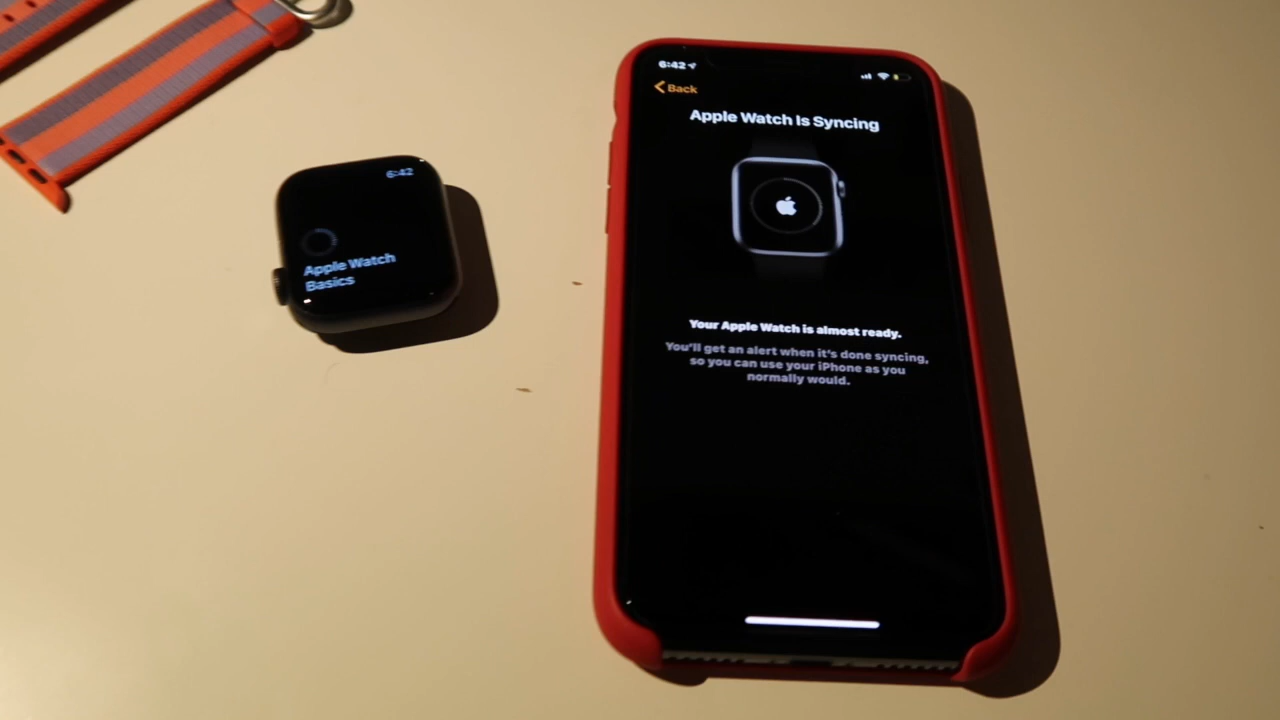 6:42
Apple Watch
Basics
6:42
Back
Apple Watch Is Syncing
Your Apple Watch is almost ready.
You'll get an alert when it's done syncing,
so you can use your iPhone as you
normally would.